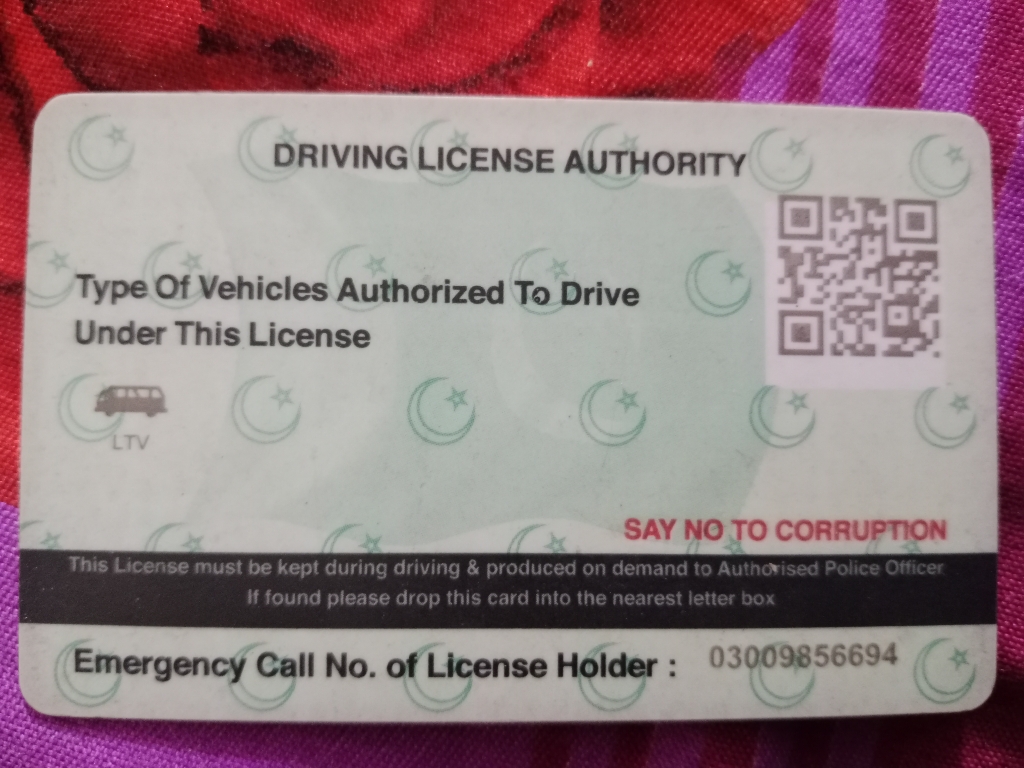 DRIVING LICENSE AUTHORITY
Type Of Vehicles Authorized To Drive
Under This License
LTV
SAY NO TO CORRUPTION
This License must be kept during driving & produced on demand to Authorised Police Officer
If found please drop this card into the nearest letter box
Emergency Call No. of License Holder : 03009856694